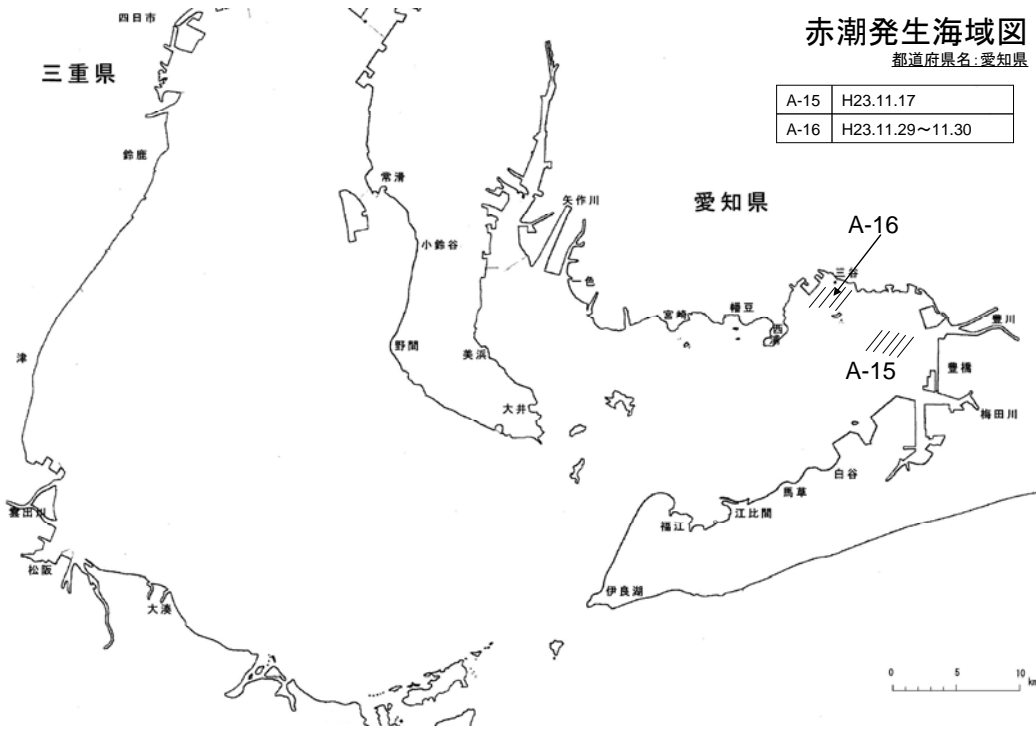 赤潮発生海域図
都道府県名:愛知県
A-15 H23.11.17
A-16 H23.11.29～11.30
四日市
三重県
鈴鹿
津
雲出川
松阪
大湊
常滑
小鈴谷
野間
美浜
大井
矢作川
一色
愛知県
宮崎
幡豆
西浦
A-16
三谷
A-15
豊川
豊橋
梅田川
白谷
馬草
江比間
福江
伊良湖
0 5 10
km